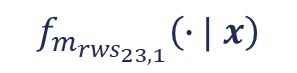 f_{m_{rws_{23,1}}}(· | x)